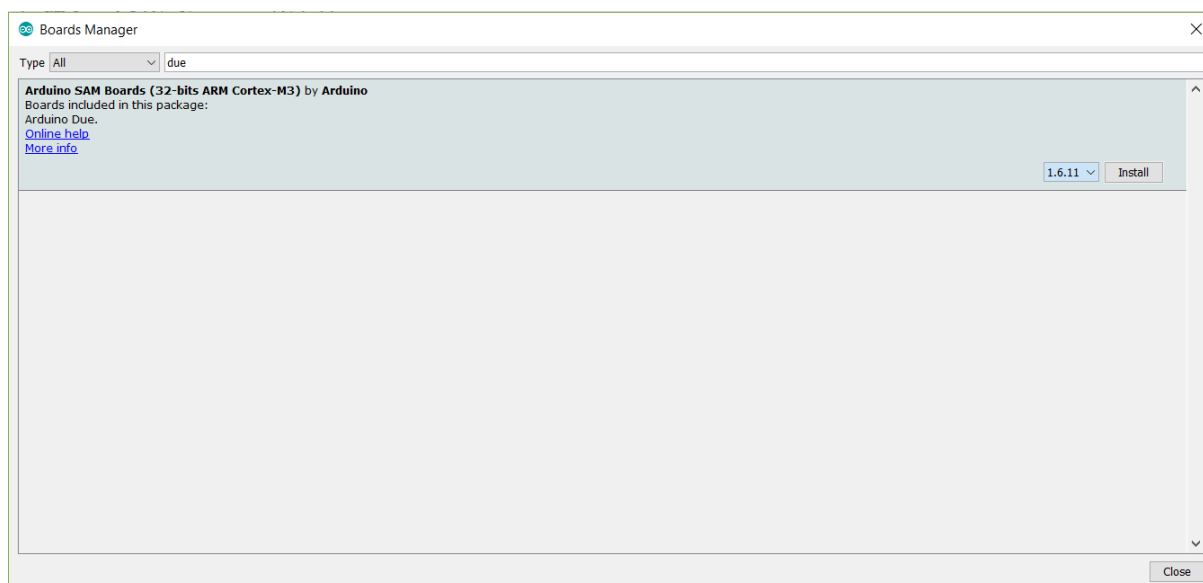 Boards Manager
Type All due
Arduino SAM Boards (32-bits ARM Cortex-M3) by Arduino
Boards included in this package:
Arduino Due.
Online help
More info
1.6.11 Install
Close